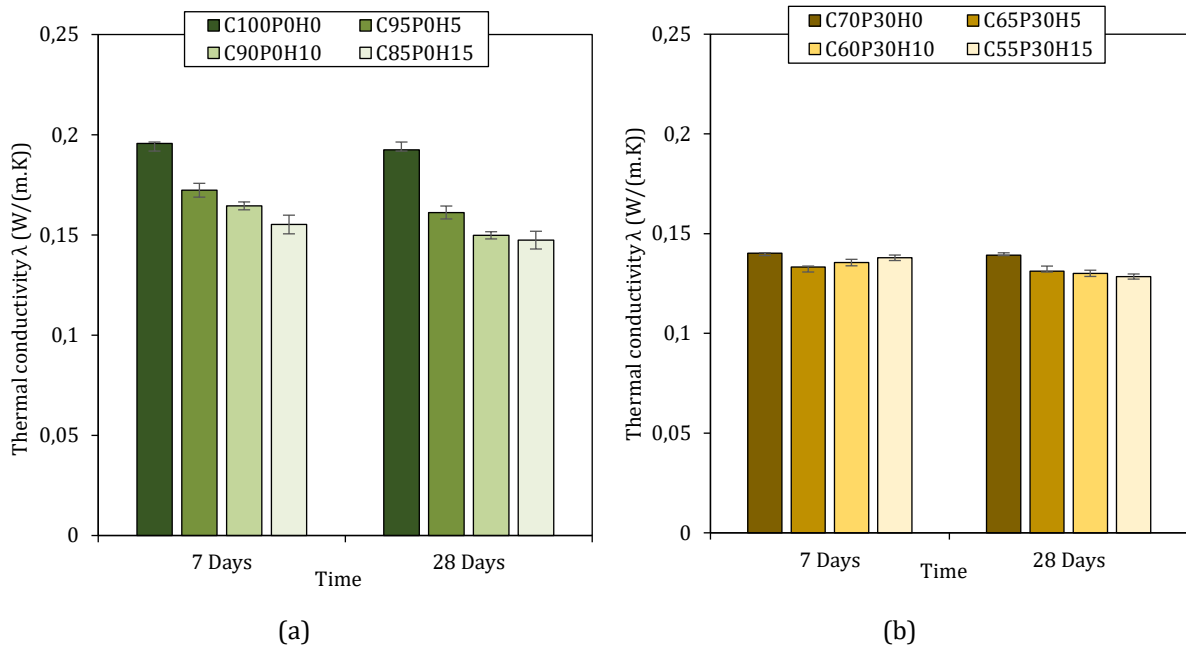 C100P0H0 C95P0H5
C90P0H10 C85P0H15
0,25
0,2
0,15
0,1
0,05
0
Thermal conductivity λ (W/(m.K))
7 Days 28 Days
Time
(a)
C70P30H0 C65P30H5
C60P30H10 C55P30H15
0,25
0,2
0,15
0,1
0,05
0
Thermal conductivity λ (W/(m.K))
7 Days 28 Days
Time
(b)